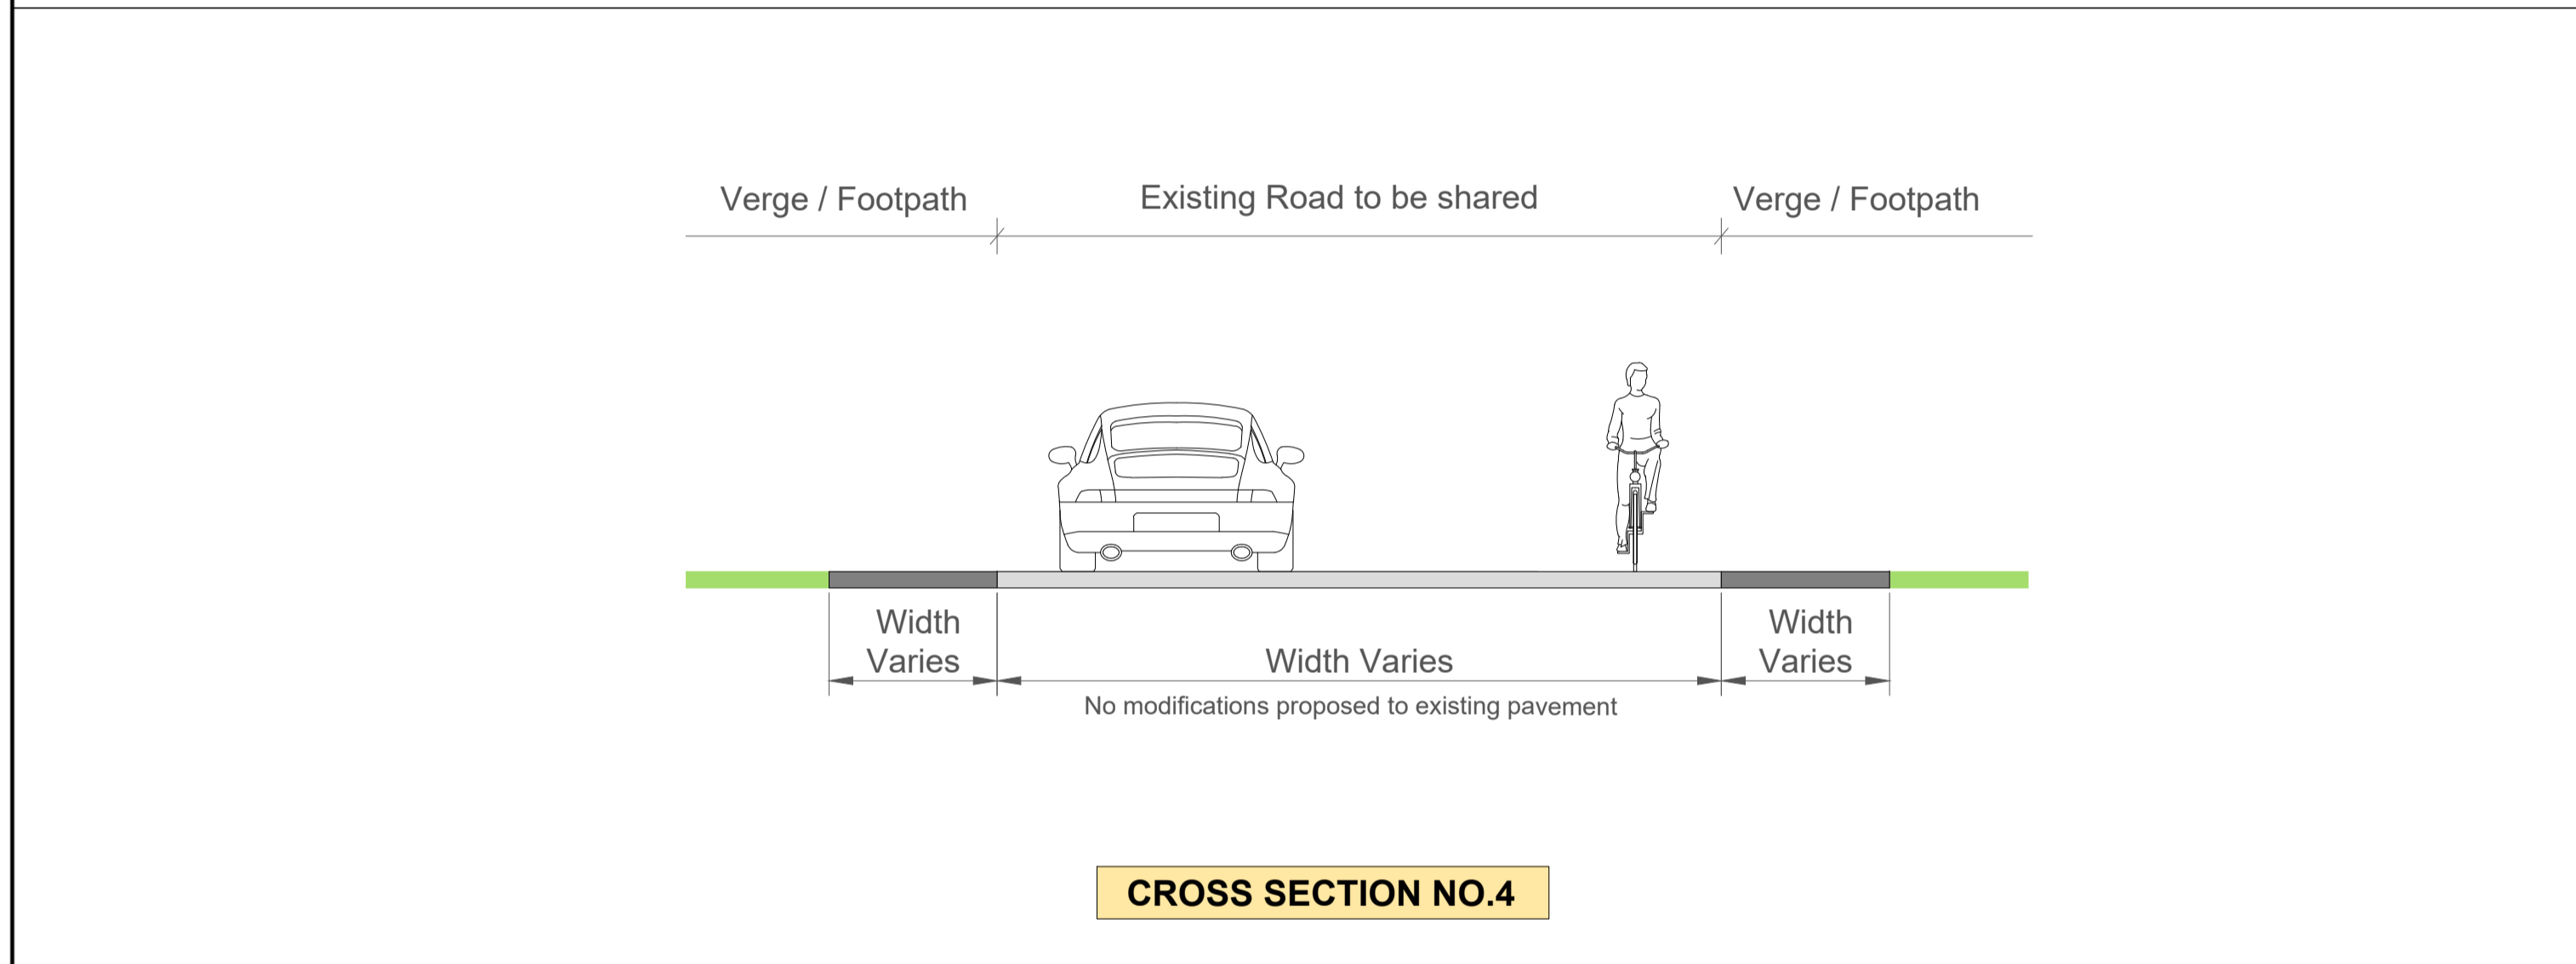 Verge / Footpath
Existing Road to be shared
Verge / Footpath
Width
Varies
Width Varies
Width
Varies
No modifications proposed to existing pavement
CROSS SECTION NO.4